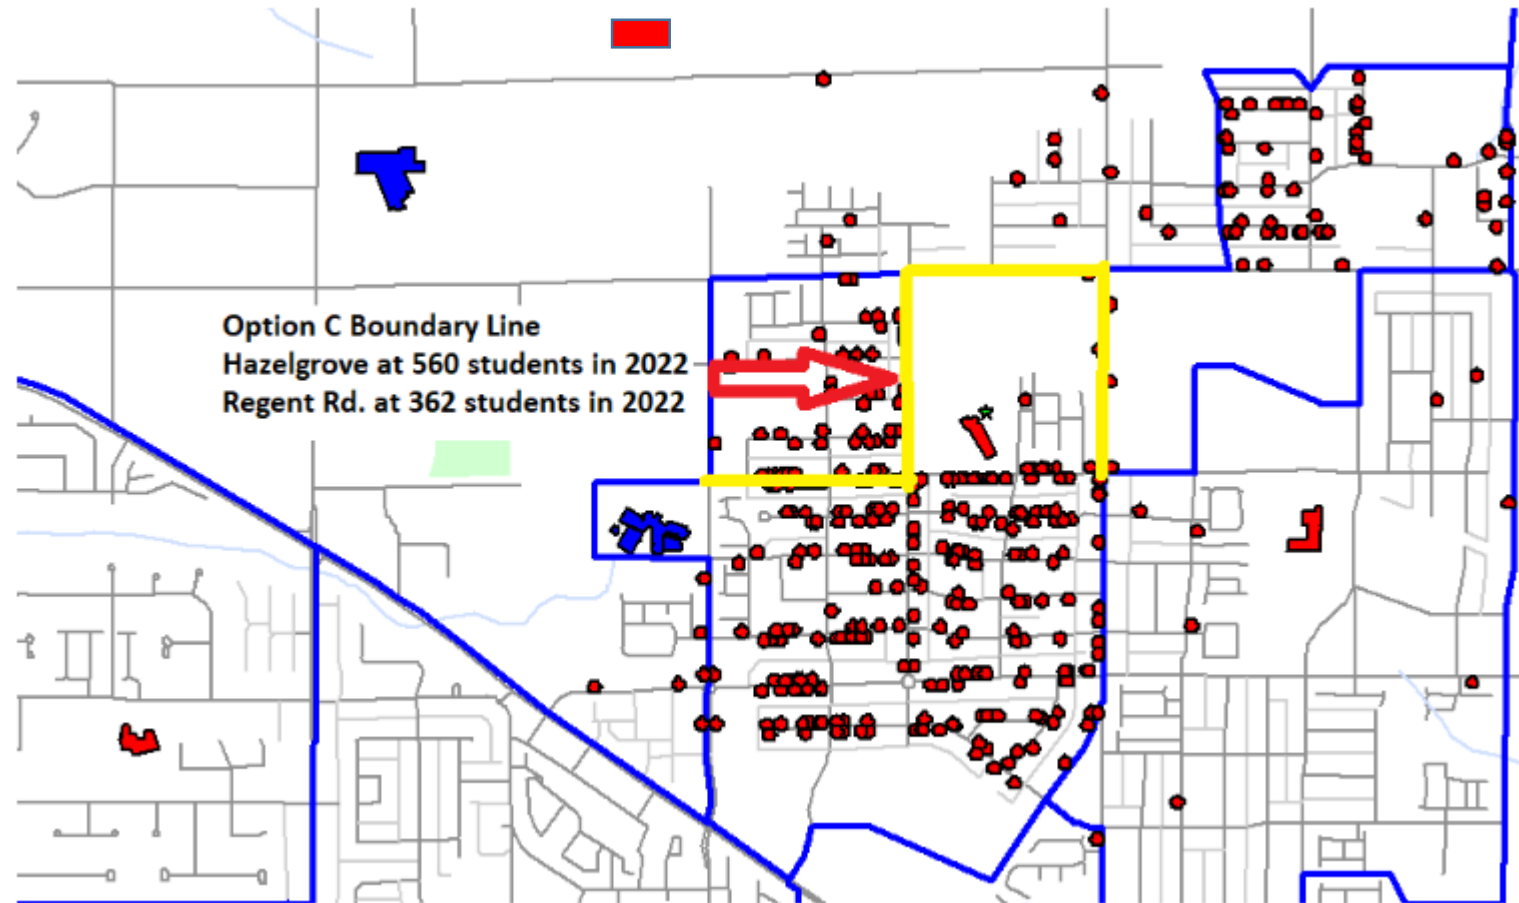 Option C Boundary Line
Hazelgrove at 560 students in 2022
Regent Rd. at 362 students in 2022